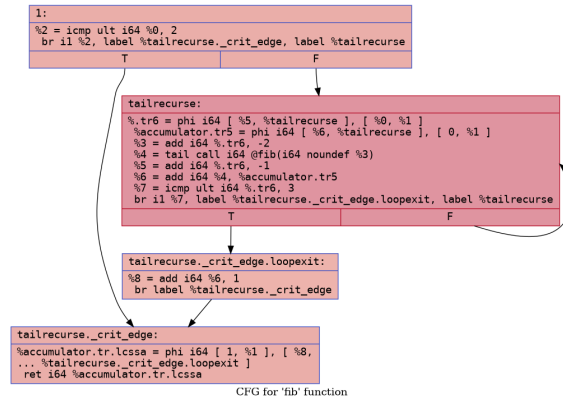 1:
%2 = icmp ult i64 %0, 2
br i1 %2, label %tailrecurse._crit_edge, label %tailrecurse
T
F
tailrecurse:
%.tr6 = phi i64 [ %5, %tailrecurse ], [ %0, %1 ]
%accumulator.tr5 = phi i64 [ %6, %tailrecurse ], [ 0, %1 ]
%3 = add i64 %.tr6, -2
%4 = tail call i64 @fib(i64 noundef %3)
%5 = add i64 %.tr6, -1
%6 = add i64 %4, %accumulator.tr5
%7 = icmp ult i64 %.tr6, 3
br i1 %7, label %tailrecurse._crit_edge.loopexit, label %tailrecurse
T
F
tailrecurse._crit_edge.loopexit:
%8 = add i64 %6, 1
br label %tailrecurse._crit_edge
tailrecurse._crit_edge:
%accumulator.tr.lcssa = phi i64 [ 1, %1 ], [ %8,
... %tailrecurse._crit_edge.loopexit ]
ret i64 %accumulator.tr.lcssa
CFG for 'fib' function